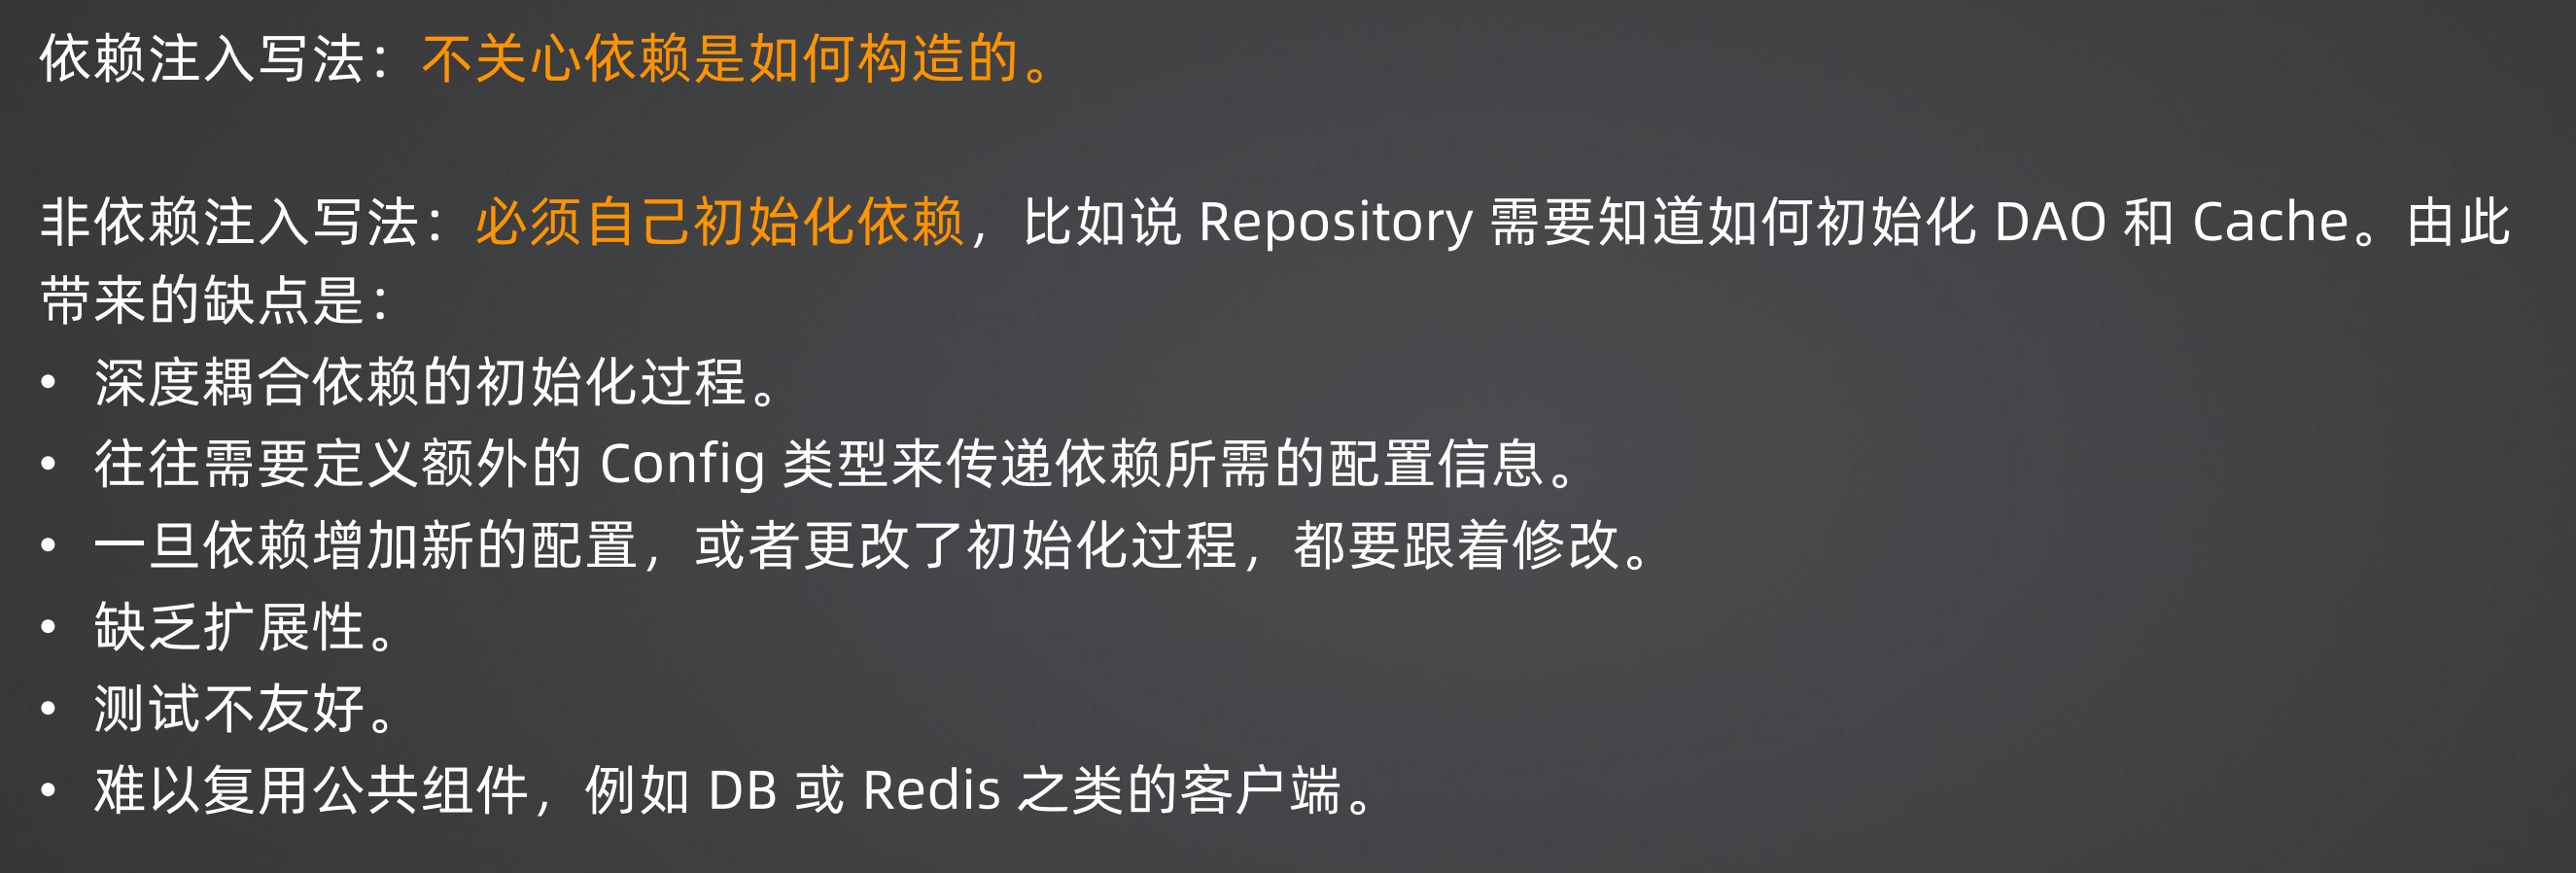 依赖注入写法：不关心依赖是如何构造的。
非依赖注入写法：必须自己初始化依赖，比如说 Repository 需要知道如何初始化 DAO 和 Cache。由此
带来的缺点是：
• 深度耦合依赖的初始化过程。
• 往往需要定义额外的 Config 类型来传递依赖所需的配置信息。
• 一旦依赖增加新的配置，或者更改了初始化过程，都要跟着修改。
• 缺乏扩展性。
• 测试不友好。
• 难以复用公共组件，例如 DB 或 Redis 之类的客户端。